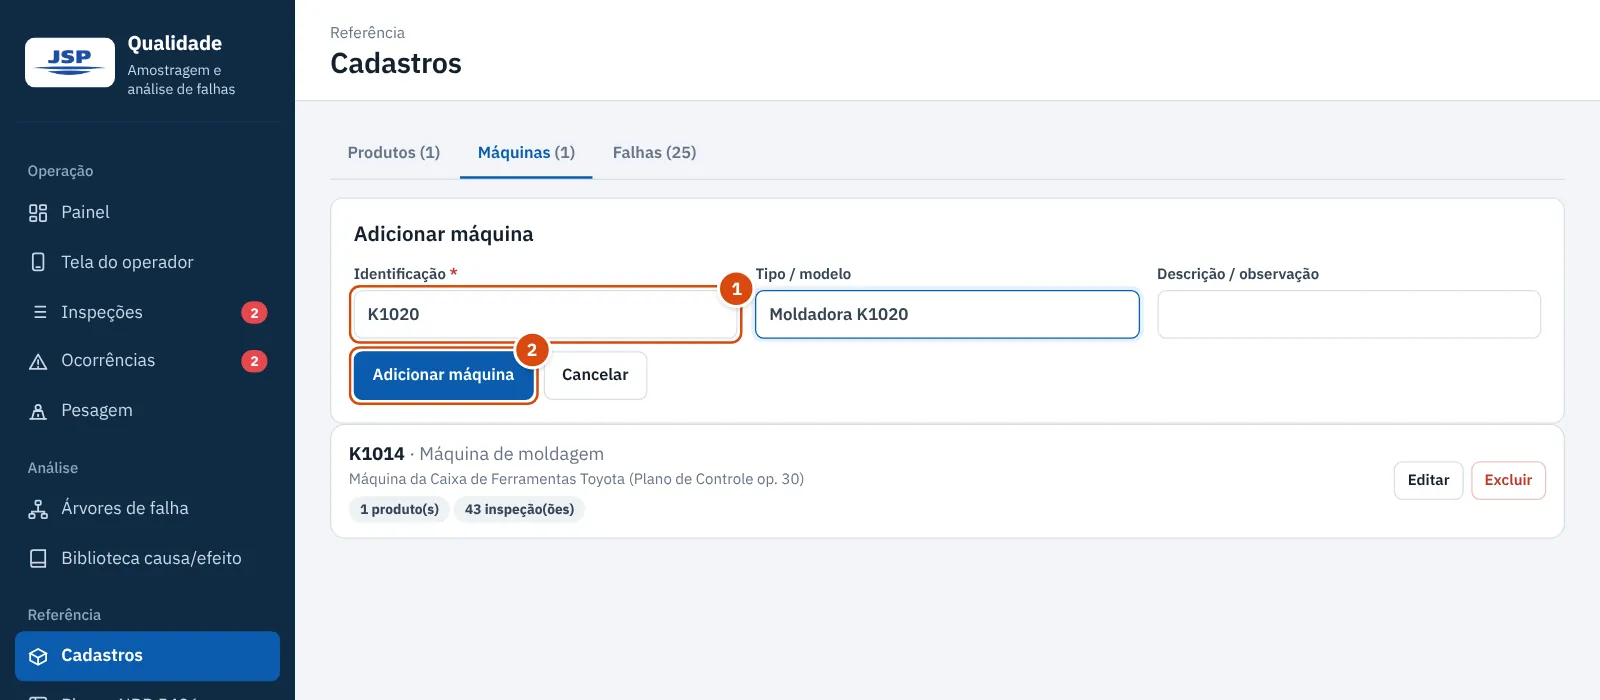 JSP
Qualidade
Amostragem e
análise de falhas
Operação
Painel
Tela do operador
Inspeções 2
Ocorrências 2
Pesagem
Análise
Árvores de falha
Biblioteca causa/efeito
Referência
Cadastros
Referência
Cadastros
Produtos (1) Máquinas (1) Falhas (25)
Adicionar máquina
Identificação * Tipo / modelo Descrição / observação
1
K1020 Moldadora K1020
2
Adicionar máquina Cancelar
K1014 · Máquina de moldagem
Máquina da Caixa de Ferramentas Toyota (Plano de Controle op. 30)
1 produto(s) 43 inspeção(ões)
Editar Excluir